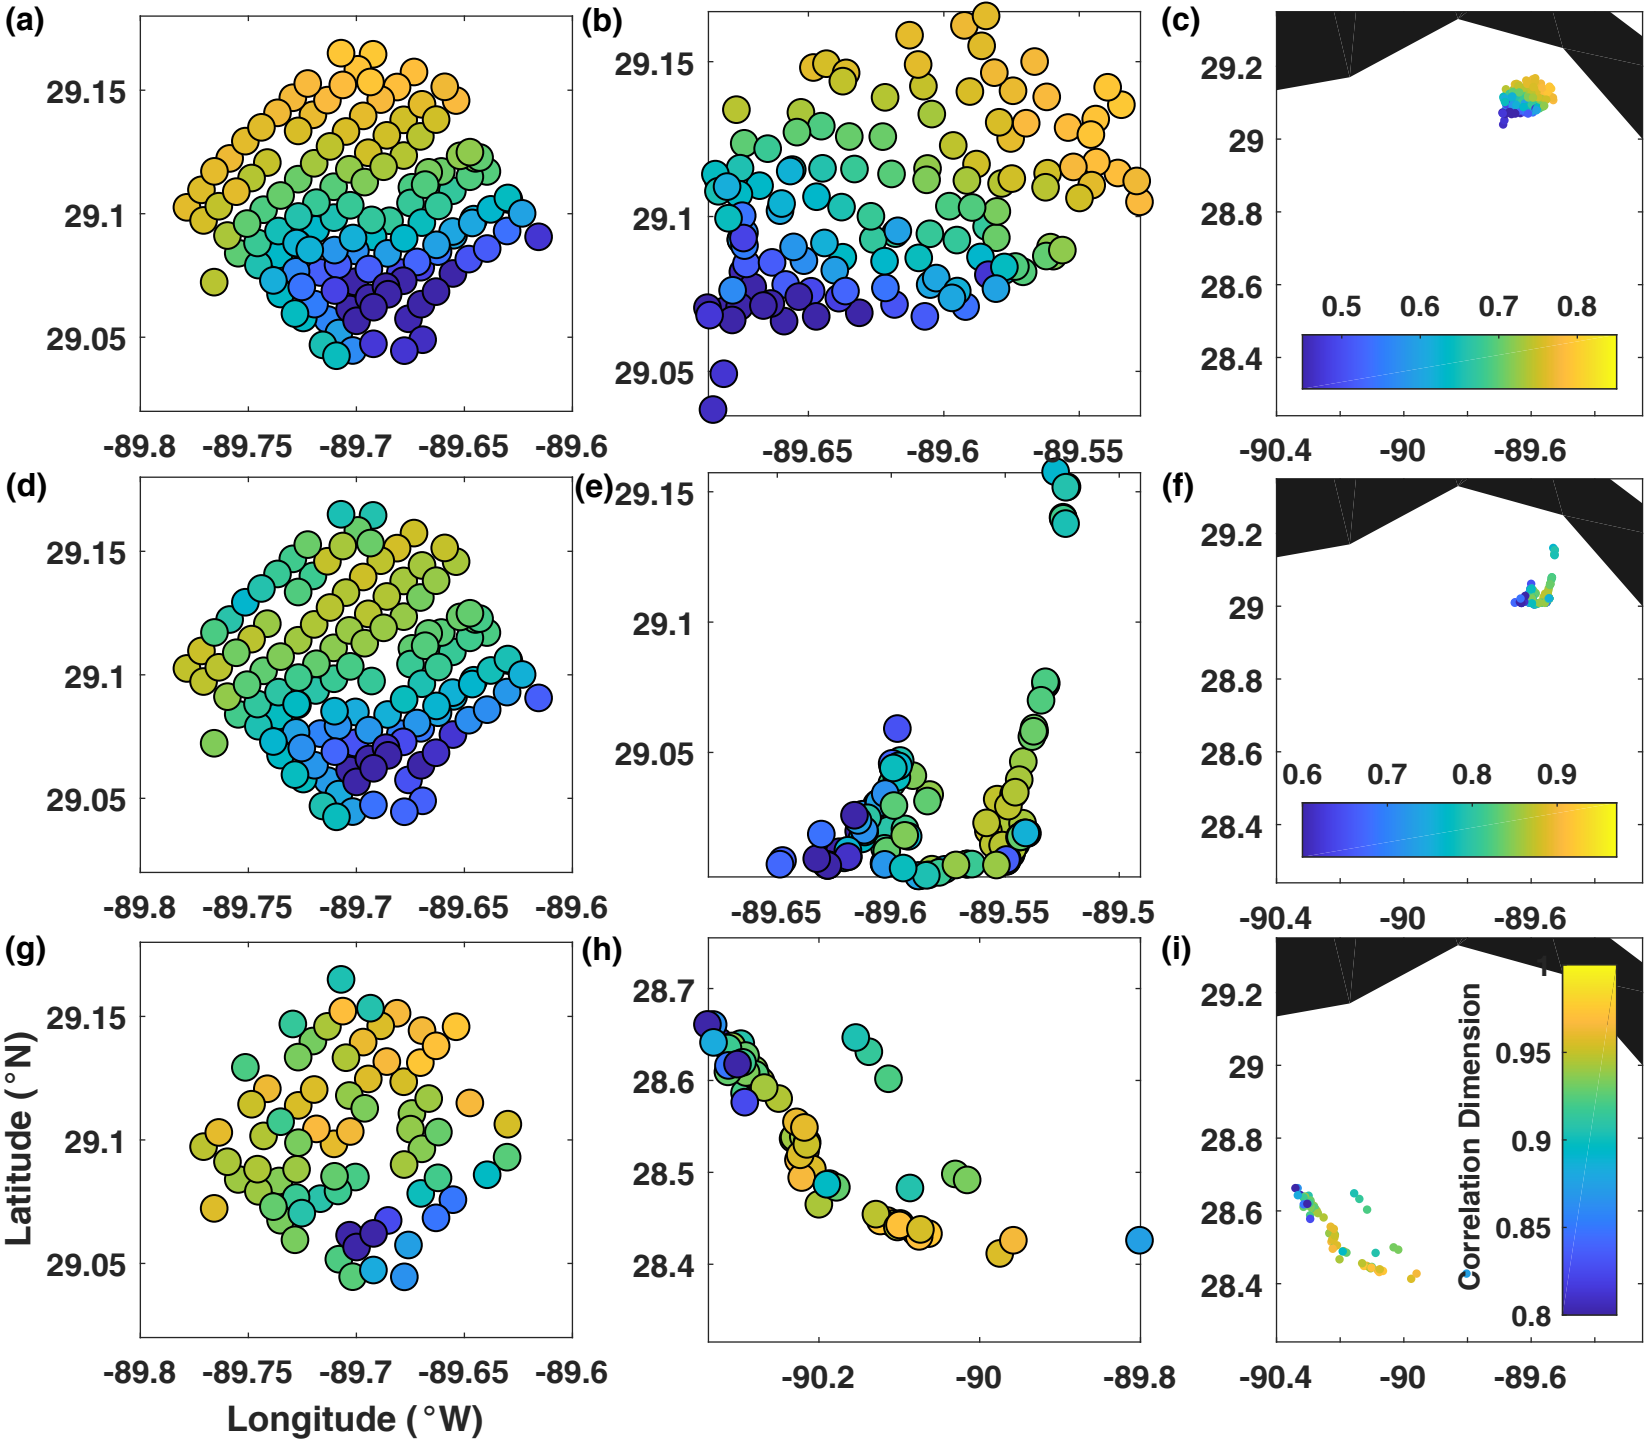 (a)
29.15
29.1
29.05
-89.8 -89.75 -89.7 -89.65 -89.6
(b)
29.15
29.1
29.05
-89.65 -89.6 -89.55
(c)
29.2
29
28.8
28.6
28.4
0.5 0.6 0.7 0.8
-90.4 -90 -89.6
(d)
29.15
29.1
29.05
-89.8 -89.75 -89.7 -89.65 -89.6
(e)
29.15
29.1
29.05
-89.65 -89.6 -89.55 -89.5
(f)
29.2
29
28.8
28.6
28.4
0.6 0.7 0.8 0.9
-90.4 -90 -89.6
(g)
29.15
29.1
29.05
-89.8 -89.75 -89.7 -89.65 -89.6
Latitude (°N)
Longitude (°W)
(h)
28.7
28.6
28.5
28.4
-90.2 -90 -89.8
(i)
29.2
29
28.8
28.6
28.4
-90.4 -90 -89.6
Correlation Dimension
1
0.95
0.9
0.85
0.8